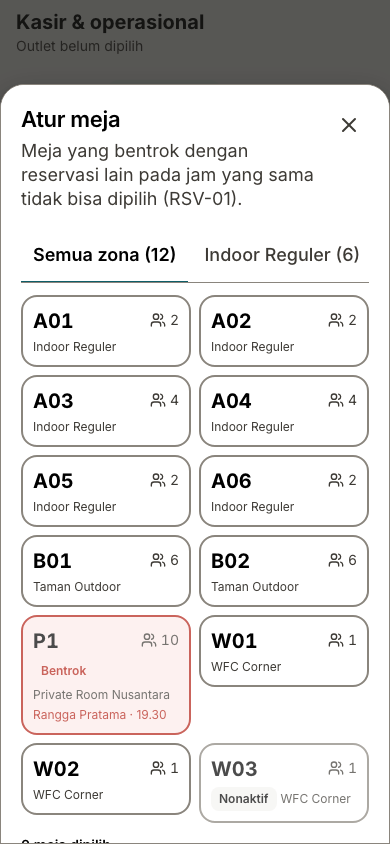 Kasir & operasional
Outlet belum dipilih
Atur meja
Meja yang bentrok dengan
reservasi lain pada jam yang sama
tidak bisa dipilih (RSV-01).
Semua zona (12) Indoor Reguler (6)
A01 2
Indoor Reguler
A02 2
Indoor Reguler
A03 4
Indoor Reguler
A04 4
Indoor Reguler
A05 2
Indoor Reguler
A06 2
Indoor Reguler
B01 6
Taman Outdoor
B02 6
Taman Outdoor
P1 10
Bentrok
Private Room Nusantara
Rangga Pratama · 19.30
W01 1
WFC Corner
W02 1
WFC Corner
W03 1
Nonaktif WFC Corner
meja dipilih